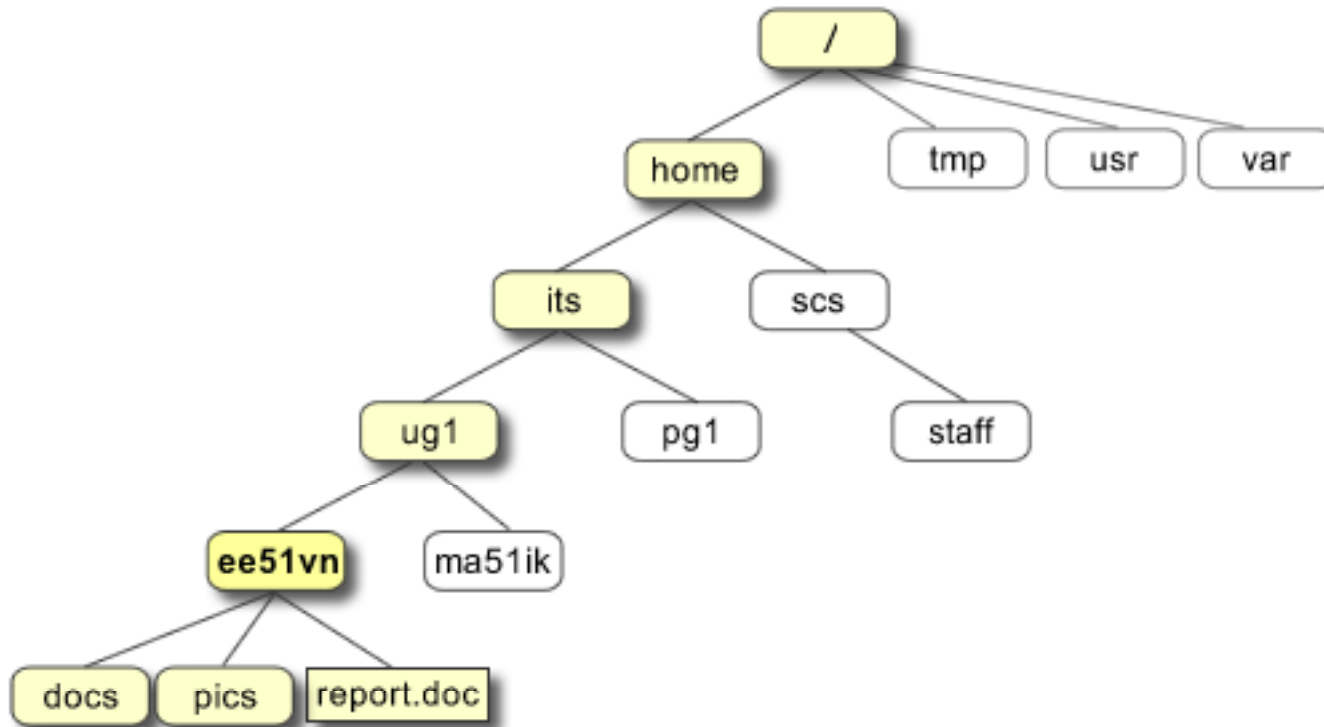 /
home
tmp
usr
var
its
scs
ug1
pg1
staff
ee51vn
ma51ik
docs
pics
report.doc